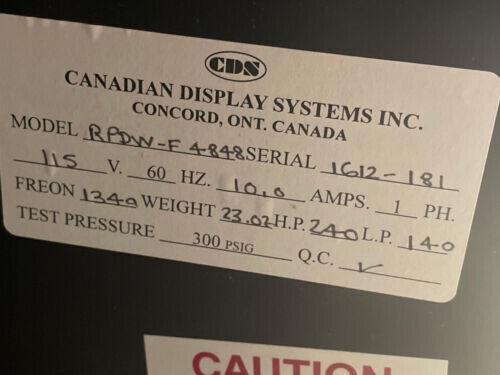 CDS
CANADIAN DISPLAY SYSTEMS INC.
CONCORD, ONT. CANADA
MODEL RPDW-F 4848 SERIAL 1612-181
115 V. 60 HZ. 10.0 AMPS. 1 PH.
FREON 134a WEIGHT 23.02 H.P. 240 L.P. 140
TEST PRESSURE 300 PSIG Q.C. ✓
CAUTION